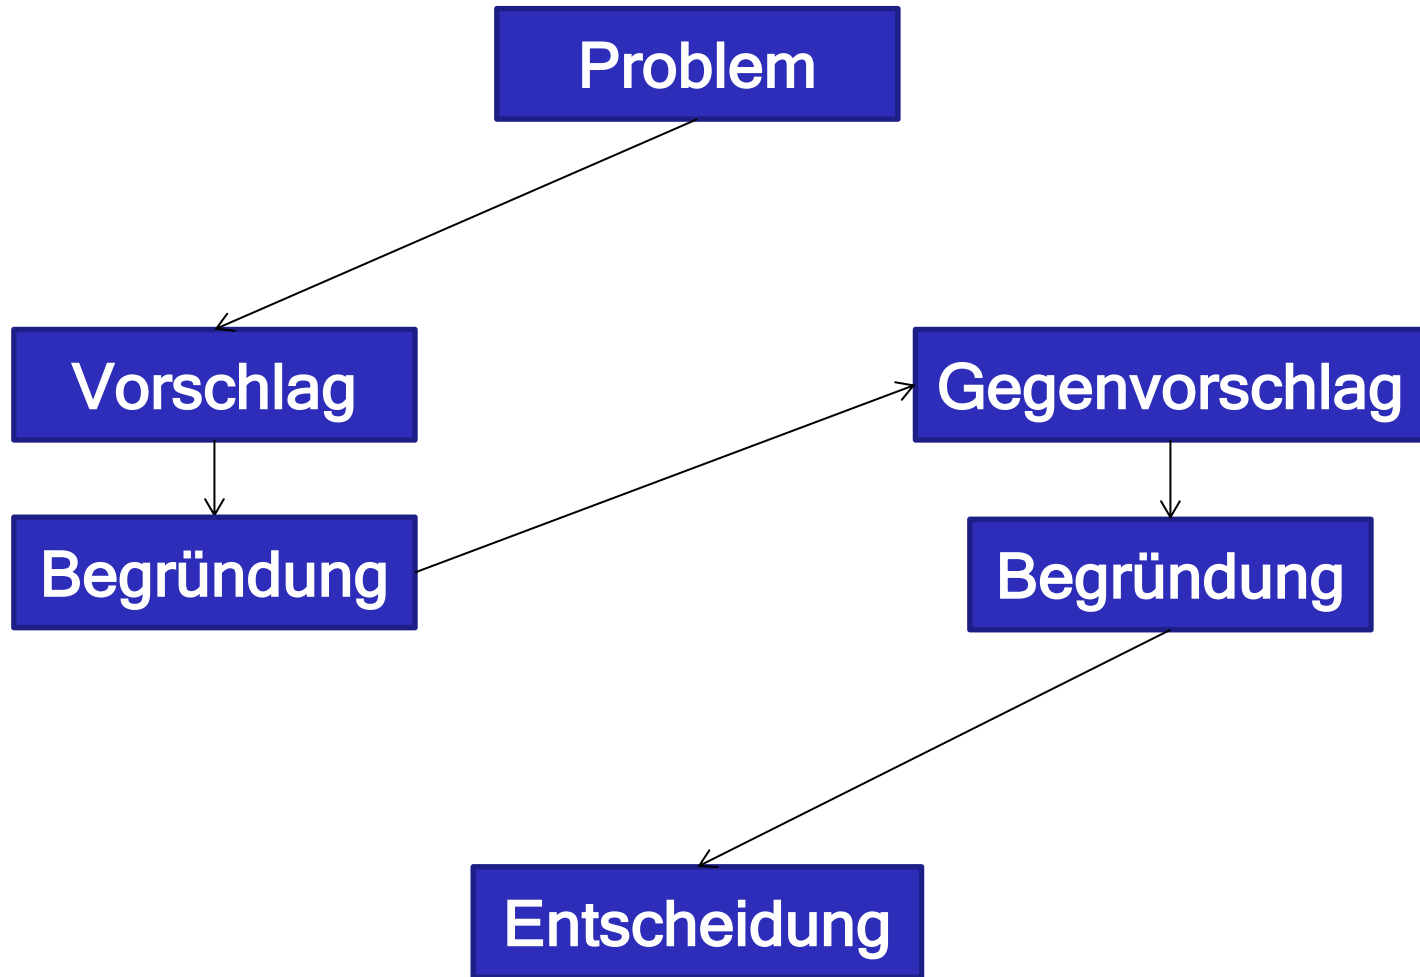 Problem
Vorschlag
Begründung
Gegenvorschlag
Begründung
Entscheidung